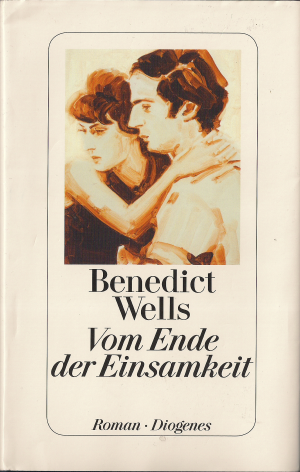 Benedict
Wells
Vom Ende
der Einsamkeit
Roman · Diogenes